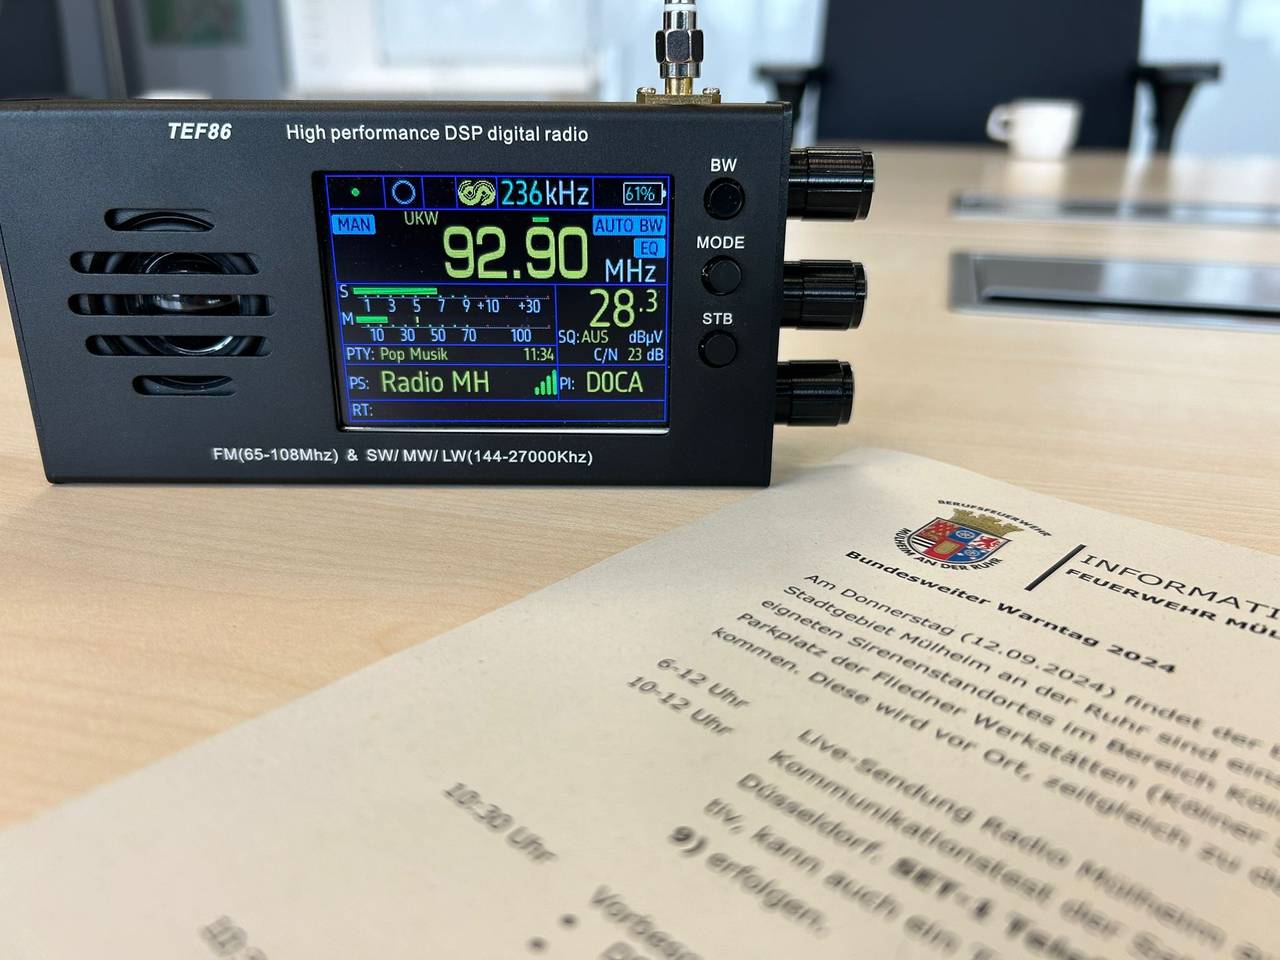 TEF86 High performance DSP digital radio
BW
236kHz 61%
MAN UKW AUTO BW
92.90 EQ
MHz
MODE
S
1 3 5 7 9 +10 +30
M
10 30 50 70 100
28.3
SQ: AUS dBµV
C/N 23 dB
STB
PTY: Pop Musik 11:34
PS: Radio MH PI: D0CA
RT:
FM(65-108Mhz) & SW/ MW/ LW(144-27000Khz)
BERUFSFEUERWEHR
MÜLHEIM AN DER RUHR
INFORMATI
FEUERWEHR MÜL
Bundesweiter Warntag 2024
Am Donnerstag (12.09.2024) findet der
Stadtgebiet Mülheim an der Ruhr sind ein
eigneten Sirenenstandortes im Bereich Köl
Parkplatz der Fliedner Werkstätten (Kölner
kommen. Diese wird vor Ort, zeitgleich zu
6-12 Uhr
10-12 Uhr
Live-Sendung Radio Mülheim
Kommunikationstest der
Düsseldorf. SET-1
tiv, kann auch ein
9) erfolgen.
10:30 Uhr